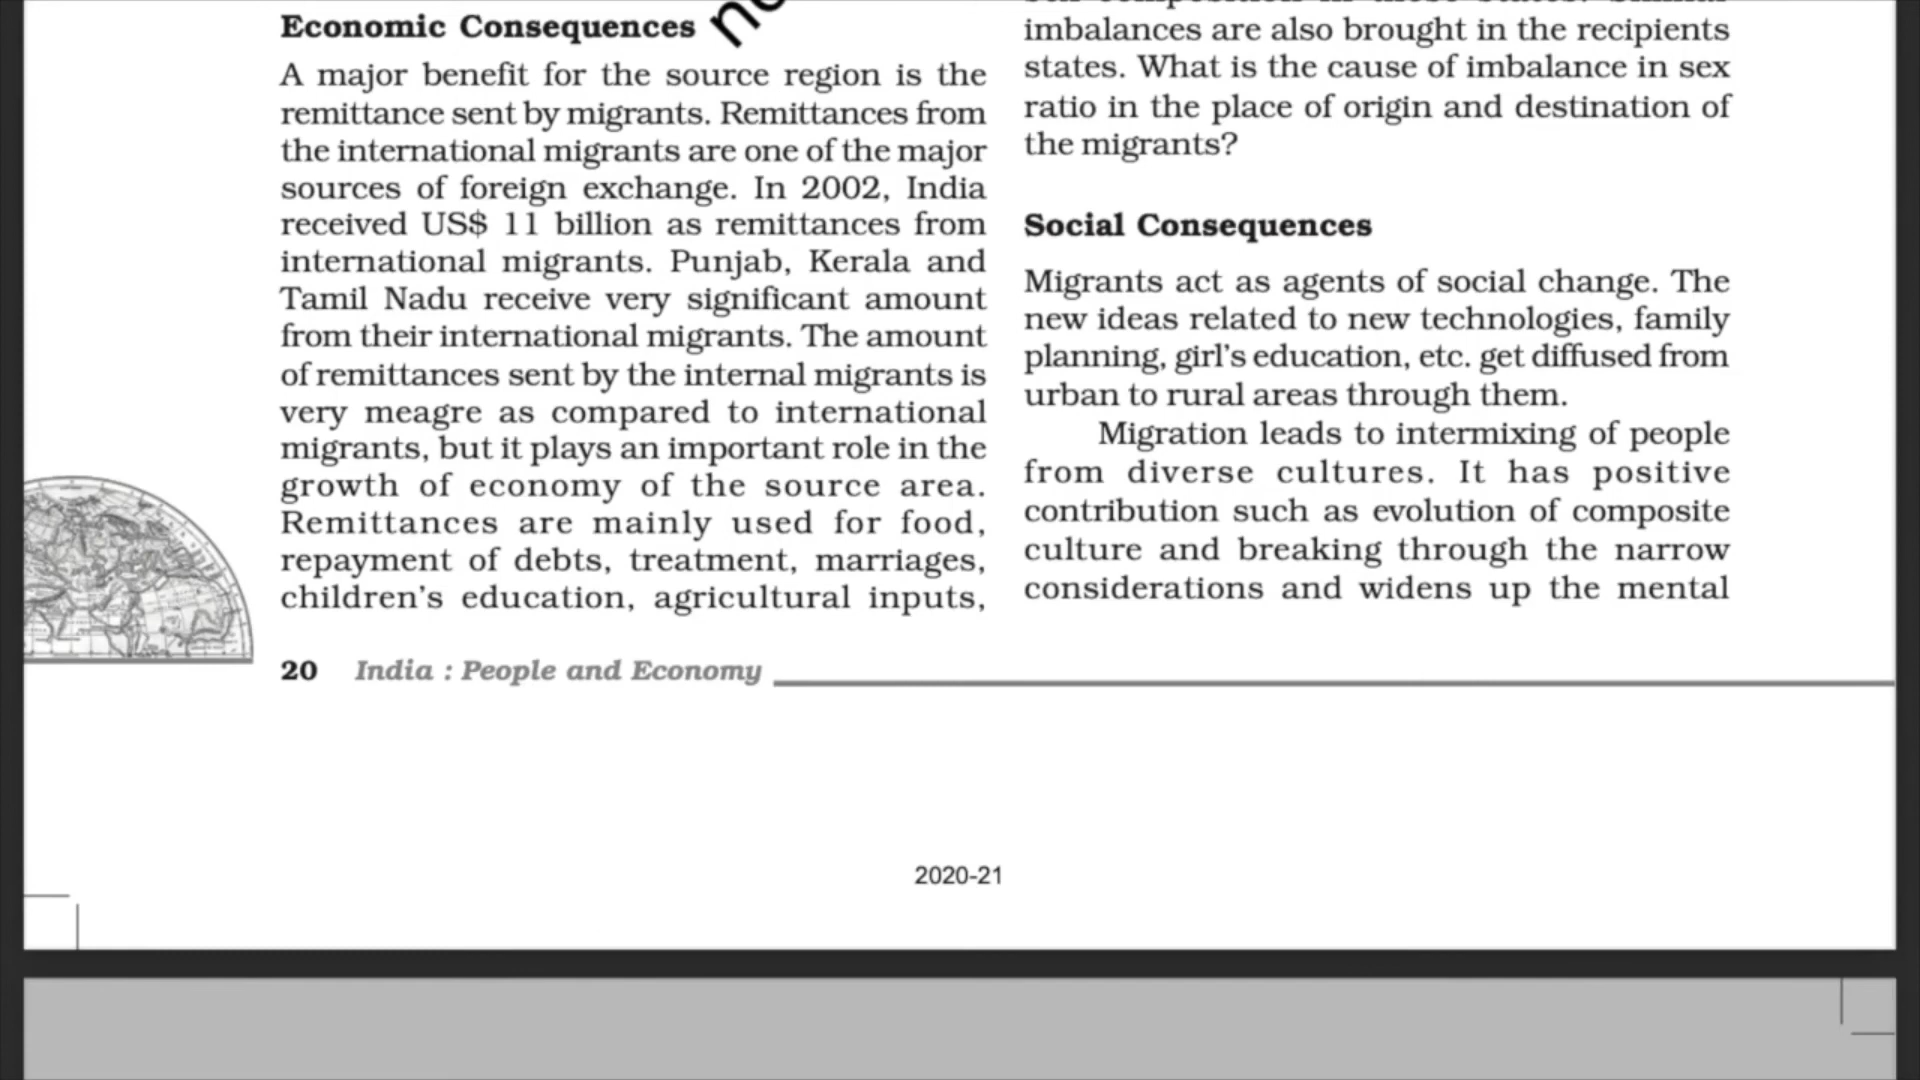 Economic Consequences
A major benefit for the source region is the
remittance sent by migrants. Remittances from
the international migrants are one of the major
sources of foreign exchange. In 2002, India
received US$ 11 billion as remittances from
international migrants. Punjab, Kerala and
Tamil Nadu receive very significant amount
from their international migrants. The amount
of remittances sent by the internal migrants is
very meagre as compared to international
migrants, but it plays an important role in the
growth of economy of the source area.
Remittances are mainly used for food,
repayment of debts, treatment, marriages,
children's education, agricultural inputs,
imbalances are also brought in the recipients
states. What is the cause of imbalance in sex
ratio in the place of origin and destination of
the migrants?
Social Consequences
Migrants act as agents of social change. The
new ideas related to new technologies, family
planning, girl's education, etc. get diffused from
urban to rural areas through them.
Migration leads to intermixing of people
from diverse cultures. It has positive
contribution such as evolution of composite
culture and breaking through the narrow
considerations and widens up the mental
20 India : People and Economy
2020-21